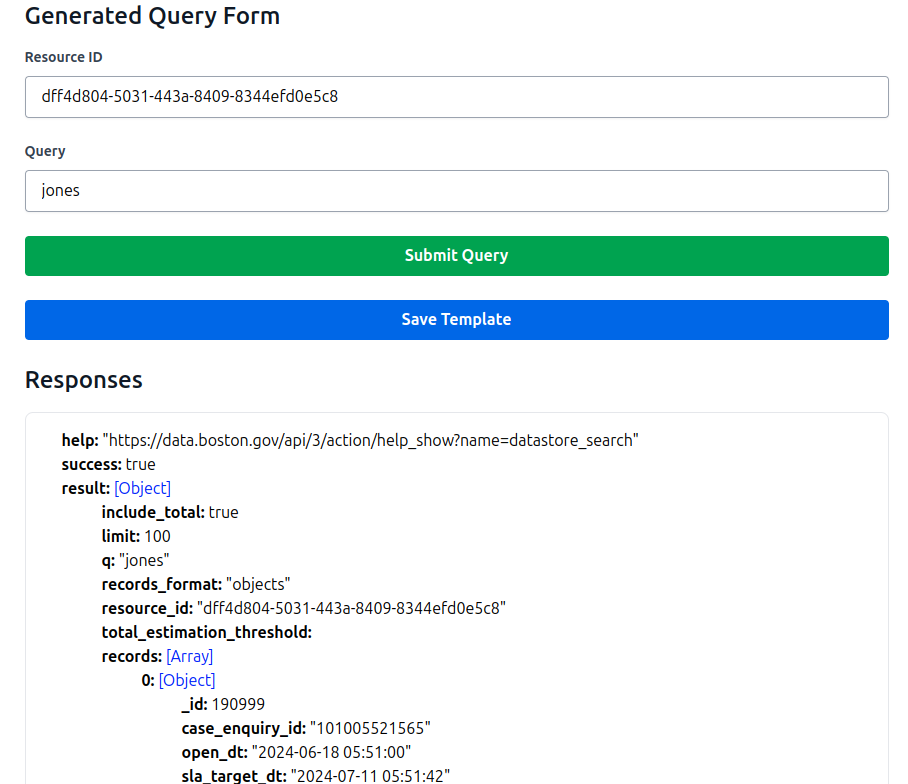 Generated Query Form
Resource ID
dff4d804-5031-443a-8409-8344efd0e5c8
Query
jones
Submit Query
Save Template
Responses
help: "https://data.boston.gov/api/3/action/help_show?name=datastore_search"
success: true
result: [Object]
include_total: true
limit: 100
q: "jones"
records_format: "objects"
resource_id: "dff4d804-5031-443a-8409-8344efd0e5c8"
total_estimation_threshold:
records: [Array]
0: [Object]
_id: 190999
case_enquiry_id: "101005521565"
open_dt: "2024-06-18 05:51:00"
sla_target_dt: "2024-07-11 05:51:42"